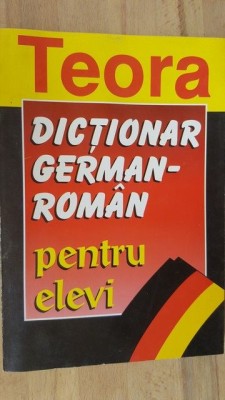 Teora
DICȚIONAR
GERMAN-
ROMÂN
pentru
elevi